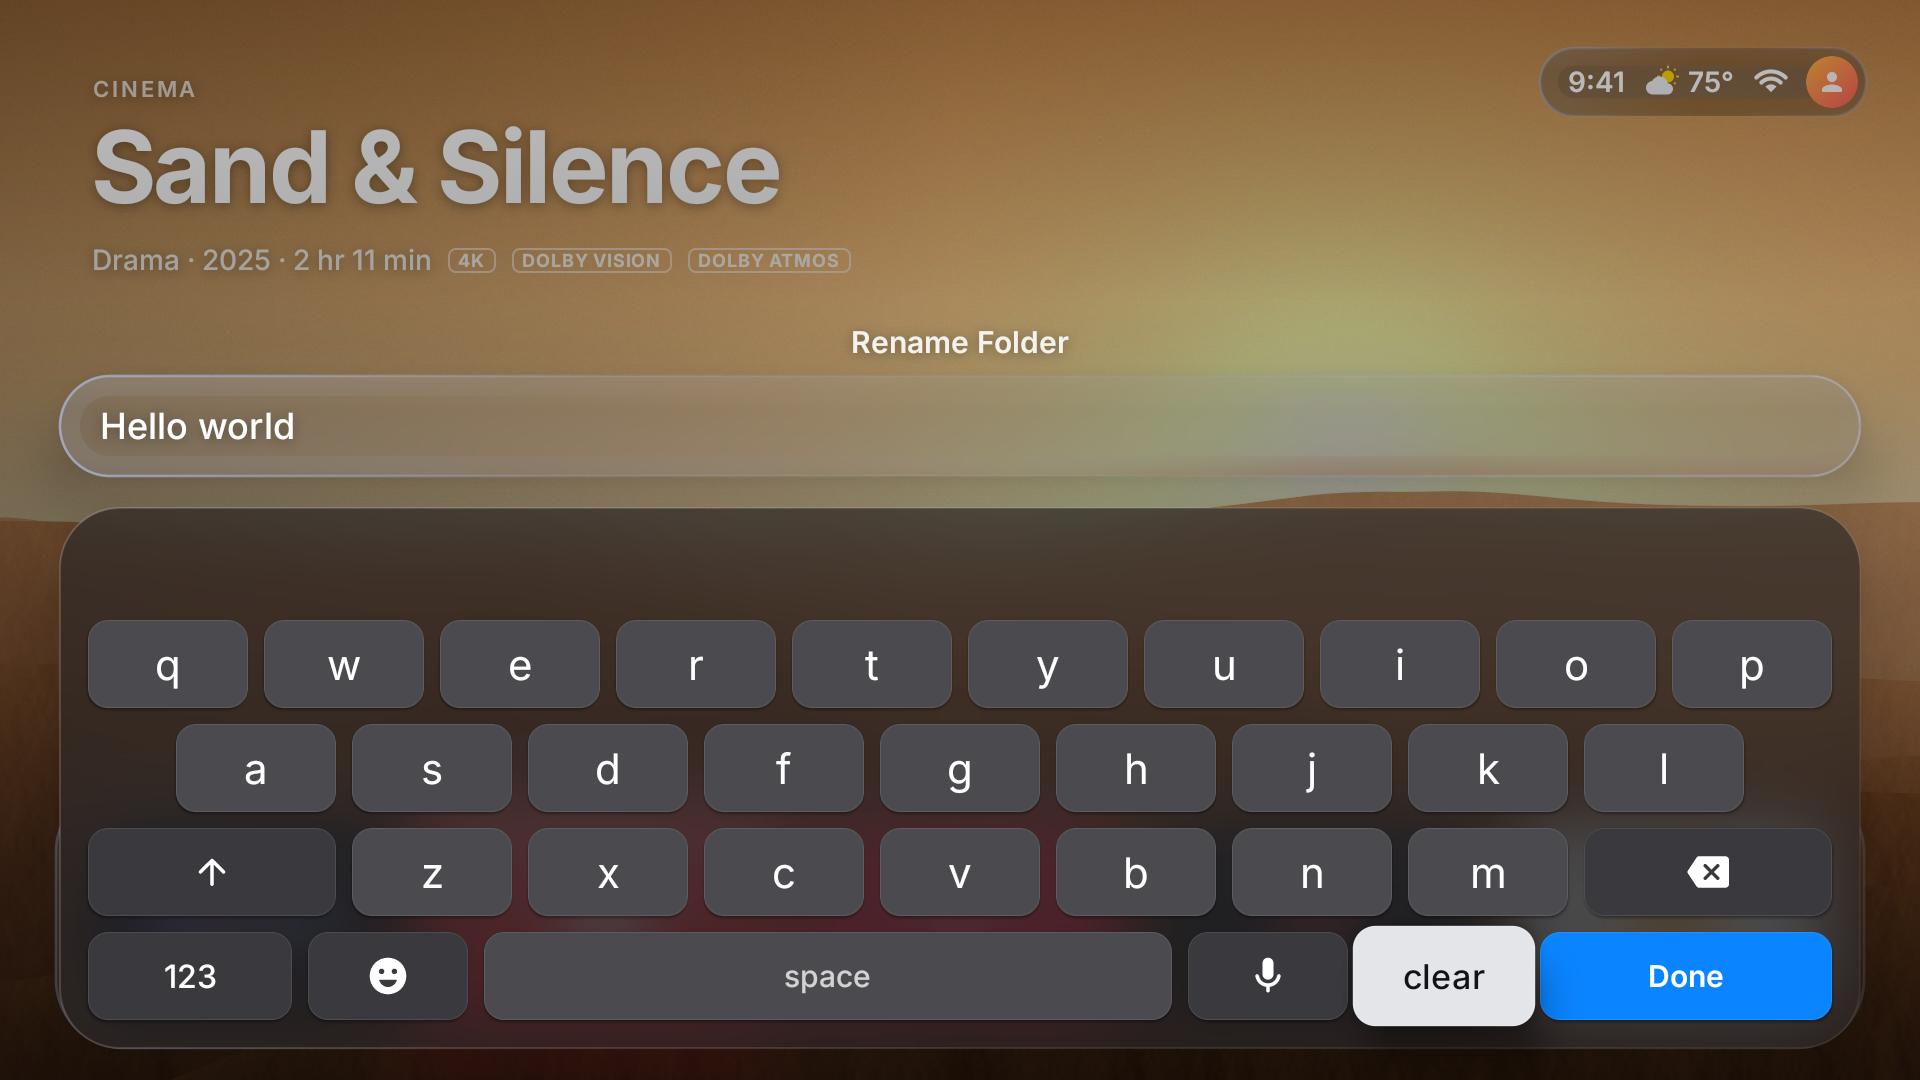 CINEMA
9:41 75°
Sand & Silence
Drama · 2025 · 2 hr 11 min 4K DOLBY VISION DOLBY ATMOS
Rename Folder
Hello world
q w e r t y u i o p
a s d f g h j k l
z x c v b n m
123 space clear Done